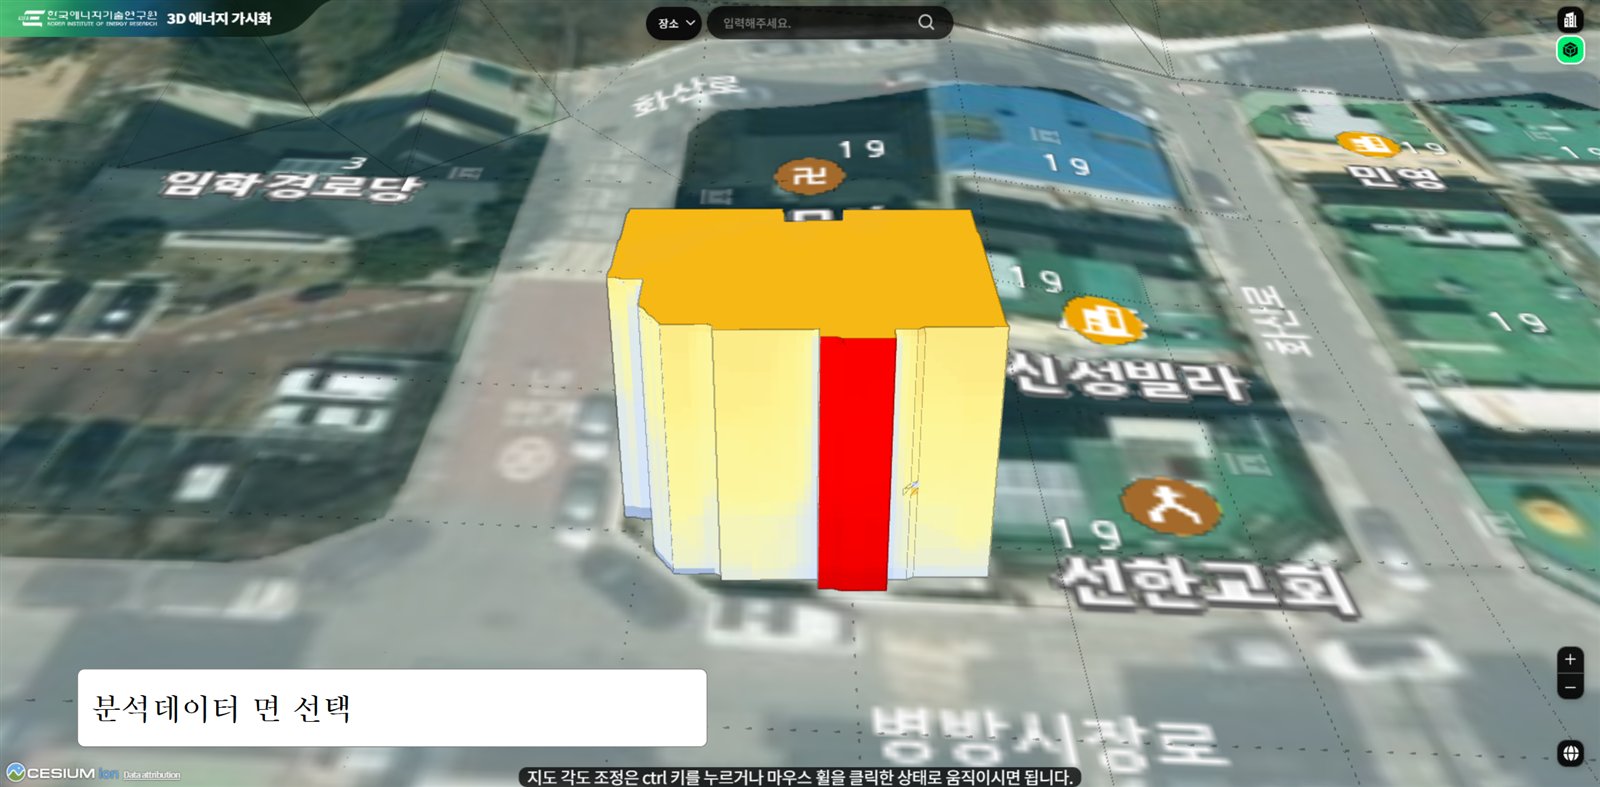 한국에너지기술연구원
KOREA INSTITUTE OF ENERGY RESEARCH
3D 에너지 가시화
장소
입력해주세요.
화산로
3
임학경로당
19
19
19
민영
19
19
신성빌라
19
19
선한교회
병방시장로
분석데이터 면 선택
CESIUM ion Data attribution
지도 각도 조정은 ctrl 키를 누르거나 마우스 휠을 클릭한 상태로 움직이시면 됩니다.